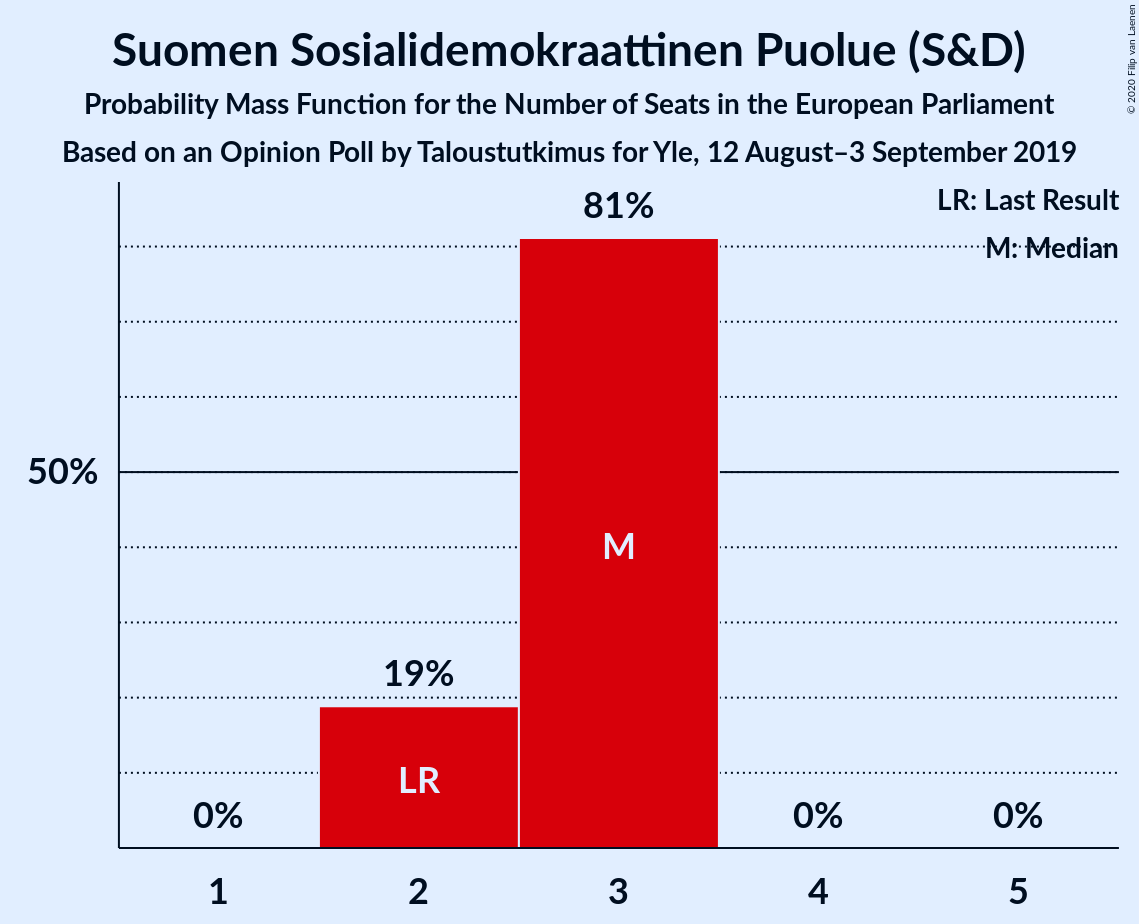 Suomen Sosialidemokraattinen Puolue (S&D)
Probability Mass Function for the Number of Seats in the European Parliament
Based on an Opinion Poll by Taloustutkimus for Yle, 12 August–3 September 2019
© 2020 Filip van Laenen
LR: Last Result
M: Median
81%
50%
M
19%
LR
0%
0%
0%
1
2
3
4
5